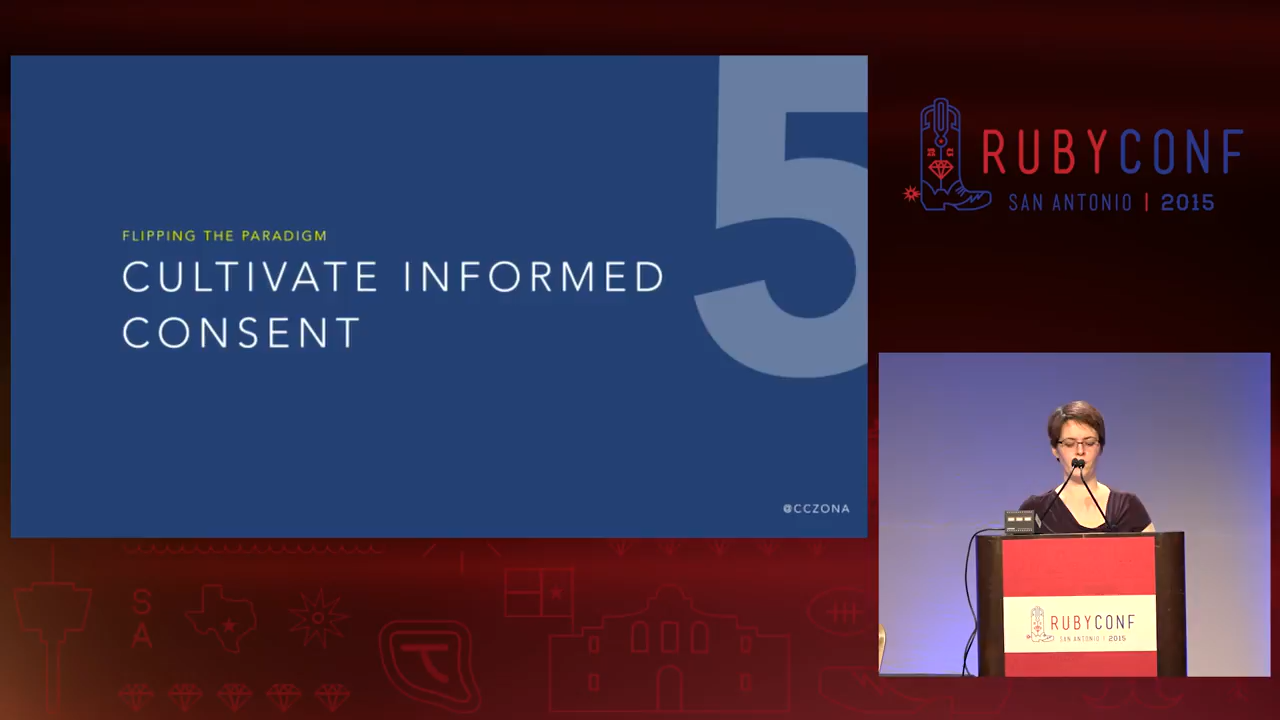 5
FLIPPING THE PARADIGM
CULTIVATE INFORMED
CONSENT
@CCZONA
RUBYCONF
SAN ANTONIO | 2015
S
A
RUBYCONF
SAN ANTONIO | 2015